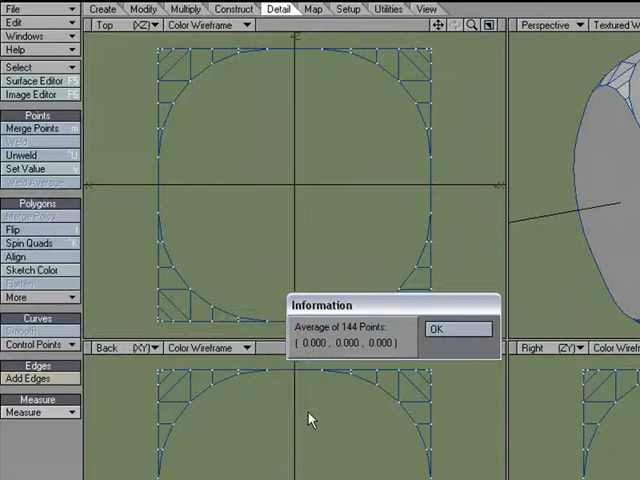 File
Create
Modify
Multiply
Construct
Detail
Map
Setup
Utilities
View
Edit
Top
(XZ)
Color Wireframe
Perspective
Textured W
Windows
Help
Select
Surface Editor F5
Image Editor F6
Points
Merge Points m
Weld
Unweld ^U
Set Value v
Weld Average
Polygons
Merge Polys
Flip f
Spin Quads ^K
Align
Sketch Color
Flatten
More
Curves
Smooth
Control Points
Edges
Add Edges
Measure
Measure
Information
Average of 144 Points:
( 0.000 , 0.000 , 0.000 )
OK
Back
(XY)
Color Wireframe
Right
(ZY)
Color Wirefr